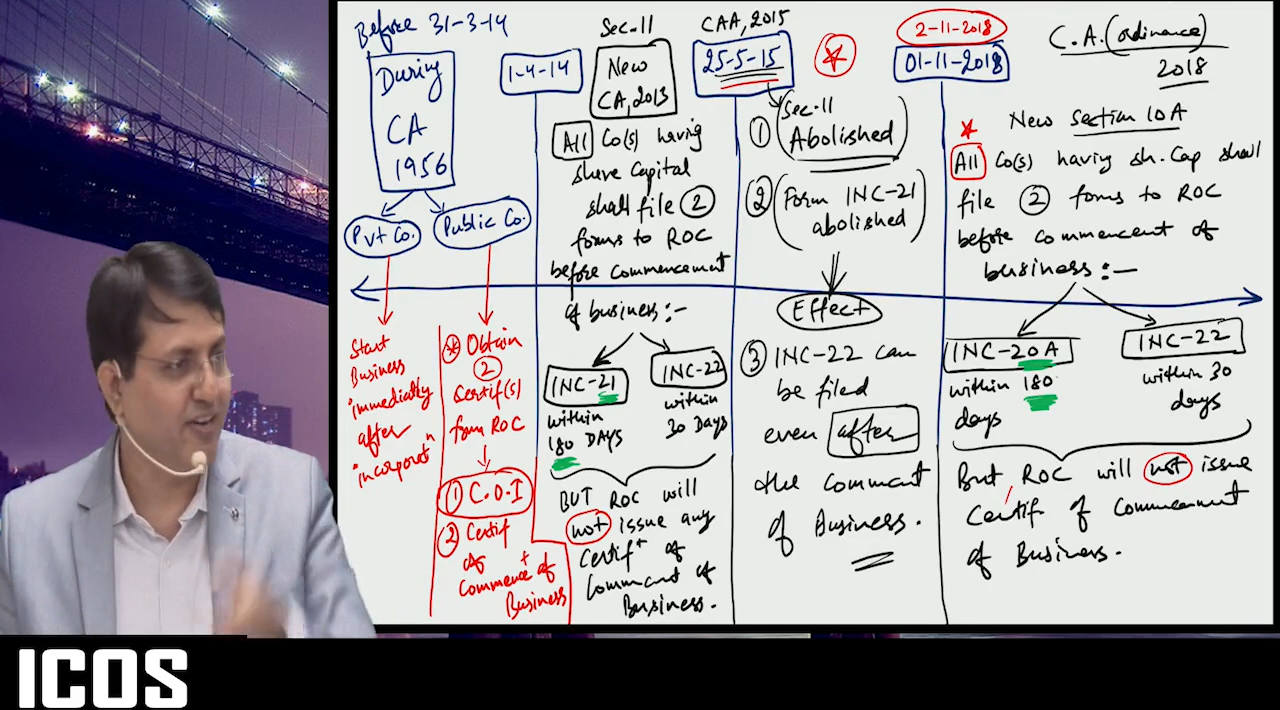 Before 31-3-14
During
CA
1956
Pvt Co.
Public Co.
Start
Business
"immediately
after
"incorporat"
Obtain
2
Certif(s)
from ROC
1 C.O.I
2 Certif
of
Commence+ of
Business
1-4-14
Sec.11
New
CA, 2013
All Co(s) having
share Capital
shall file 2
forms to ROC
before commencement
of business:-
INC-21
within
180 DAYS
INC-22
within
30 DAYS
BUT ROC will
not issue any
Certif+ of
Commant of
Business.
CAA, 2015
25-5-15
1 Sec.11
Abolished
2 Form INC-21
abolished
Effect
3 INC-22 can
be filed
even after
the Commant
of Business.
2-11-2018
01-11-2018
C.A. (ordinance)
2018
New section 10A
All Co(s) having sh. Cap shall
file 2 forms to ROC
before commencent of
business:-
INC-20A
within 180
days
INC-22
within 30
days
But ROC will not issue
Certif of Commencement
of Business.
ICOS